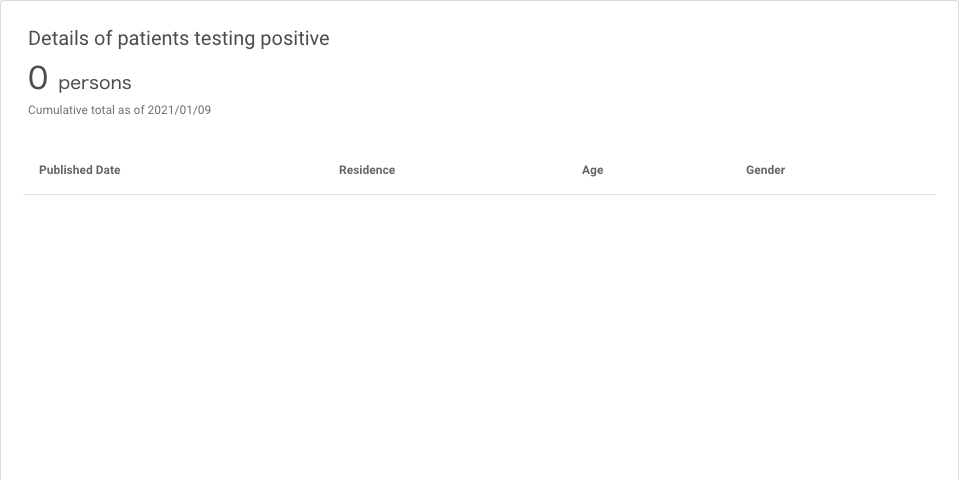 Details of patients testing positive
0 persons
Cumulative total as of 2021/01/09
Published Date Residence Age Gender